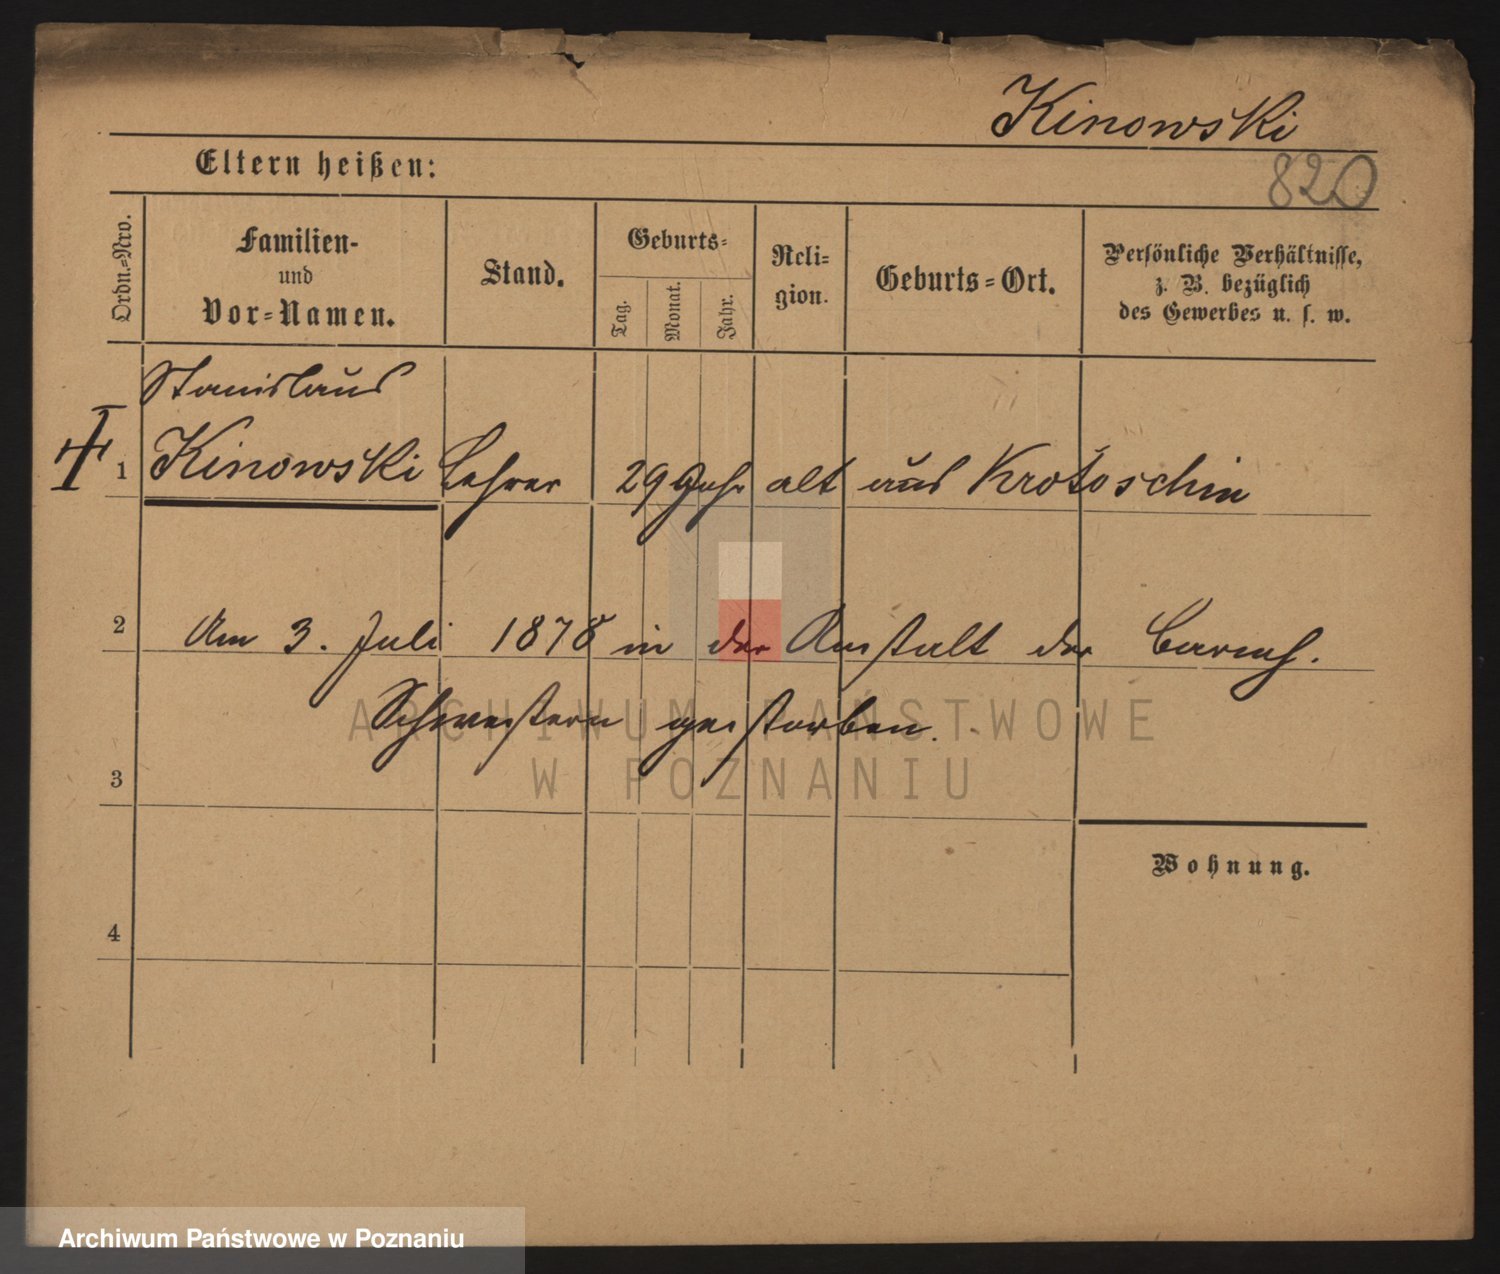 Kinowski
820
Eltern heißen:
Ordn.=Nro.
Familien-
und
Vor=Namen.
Stand.
Geburts=
Tag.
Monat.
Jahr.
Reli=
gion.
Geburts=Ort.
Persönliche Verhältnisse,
z. B. bezüglich
des Gewerbes u. s. w.
Stanislaus
1 Kinowski Lehrer 29 Jahr alt aus Krotoschin
2 Am 3. Juli 1878 in der Anstalt der barmh.
Schwestern gestorben.
ARCHIWUM PAŃSTWOWE
W POZNANIU
3
Wohnung.
4
Archiwum Państwowe w Poznaniu